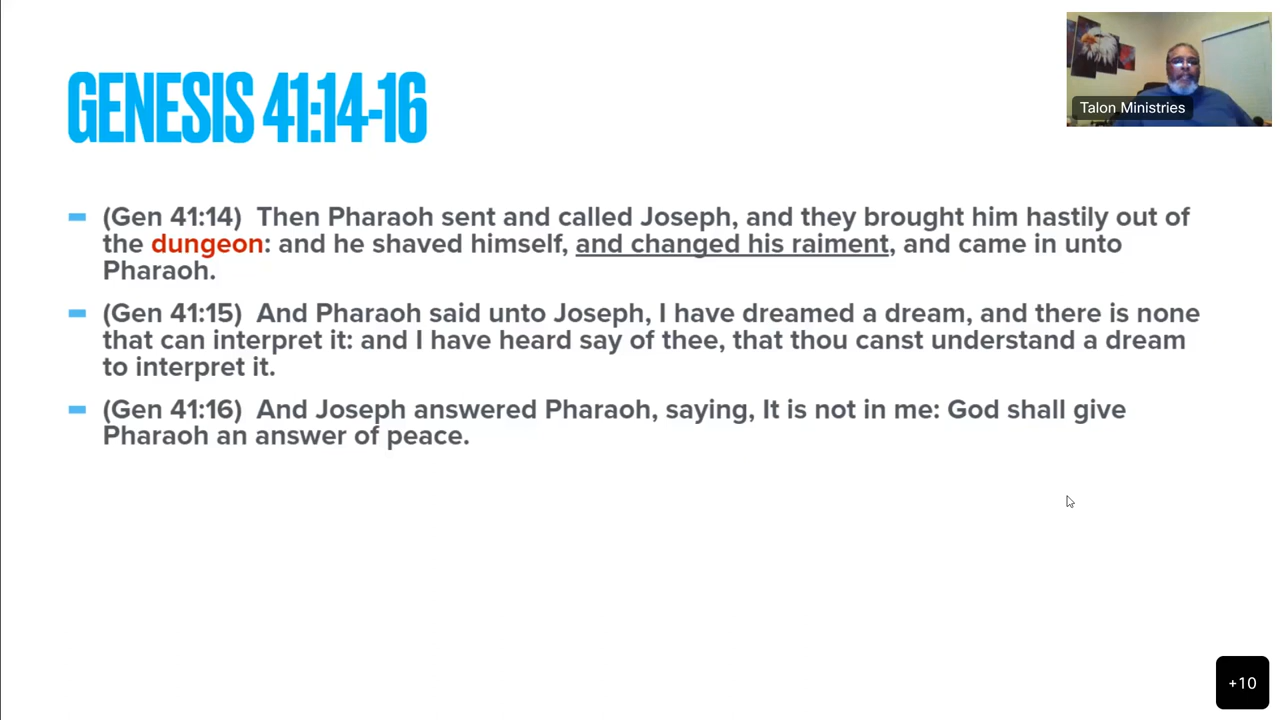 GENESIS 41:14-16
Talon Ministries
(Gen 41:14)  Then Pharaoh sent and called Joseph, and they brought him hastily out of
the dungeon: and he shaved himself, and changed his raiment, and came in unto
Pharaoh.
(Gen 41:15)  And Pharaoh said unto Joseph, I have dreamed a dream, and there is none
that can interpret it: and I have heard say of thee, that thou canst understand a dream
to interpret it.
(Gen 41:16)  And Joseph answered Pharaoh, saying, It is not in me: God shall give
Pharaoh an answer of peace.
+10